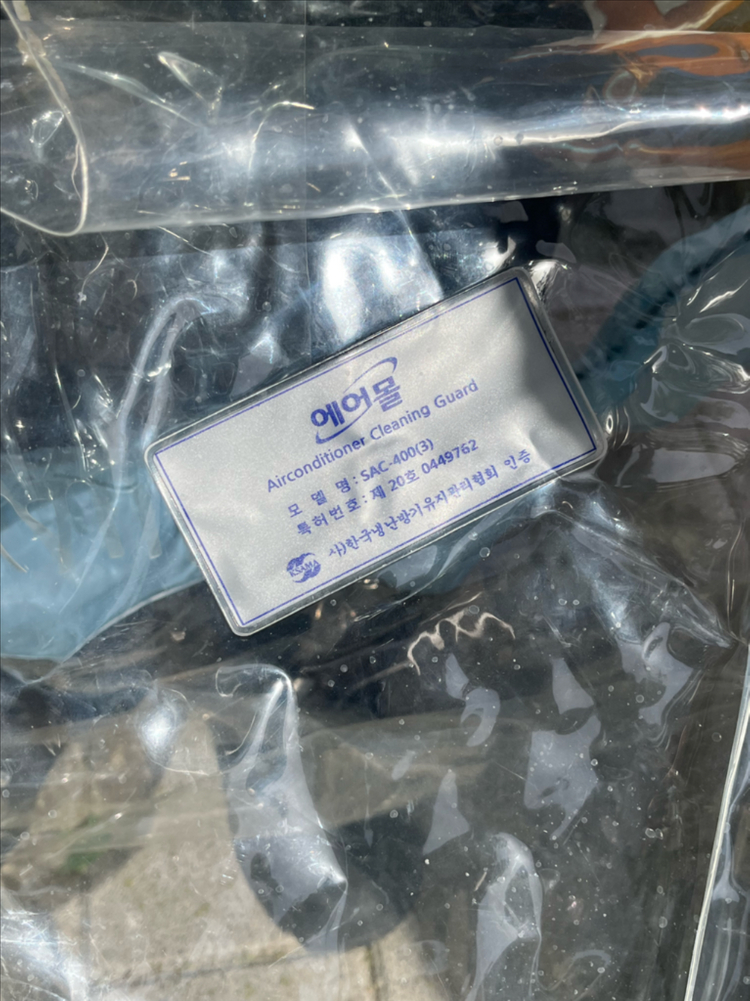 에어몰
Airconditioner Cleaning Guard
모 델 명 : SAC-400(3)
특허번호 : 제 20호 0449762
사)한국냉난방기유지관리협회 인증